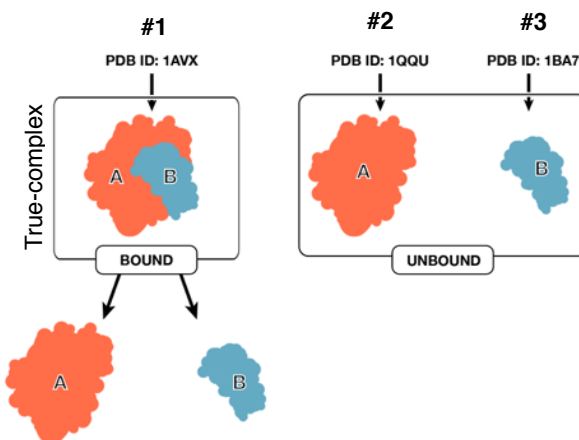 #1
#2
#3
PDB ID: 1AVX
PDB ID: 1QQU
PDB ID: 1BA7
True-complex
A
B
A
B
BOUND
UNBOUND
A
B